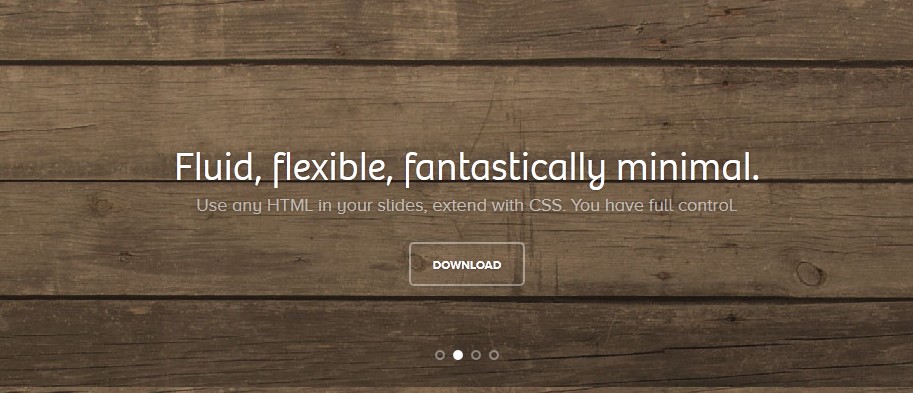 Fluid, flexible, fantastically minimal.
Use any HTML in your slides, extend with CSS. You have full control.
DOWNLOAD